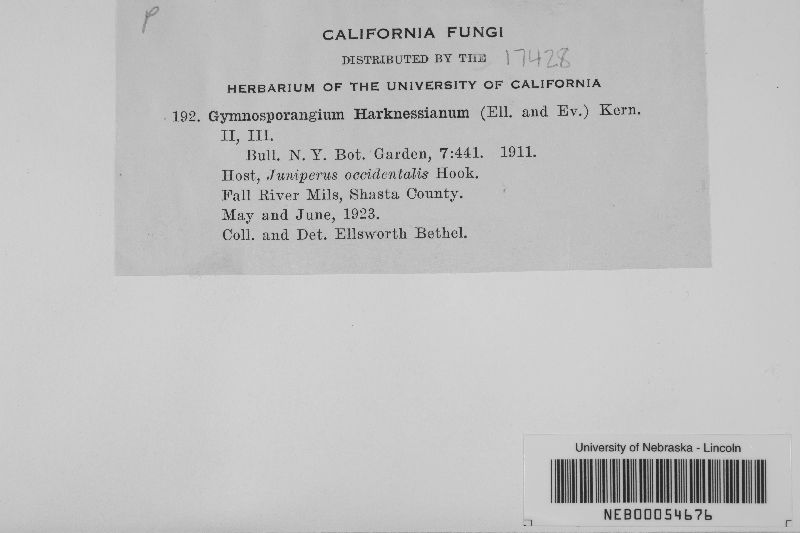 P
CALIFORNIA FUNGI
DISTRIBUTED BY THE 17428
HERBARIUM OF THE UNIVERSITY OF CALIFORNIA
192. Gymnosporangium Harknessianum (Ell. and Ev.) Kern.
II, III.
Bull. N. Y. Bot. Garden, 7:441. 1911.
Host, Juniperus occidentalis Hook.
Fall River Mils, Shasta County.
May and June, 1923.
Coll. and Det. Ellsworth Bethel.
University of Nebraska - Lincoln
NEB00054676